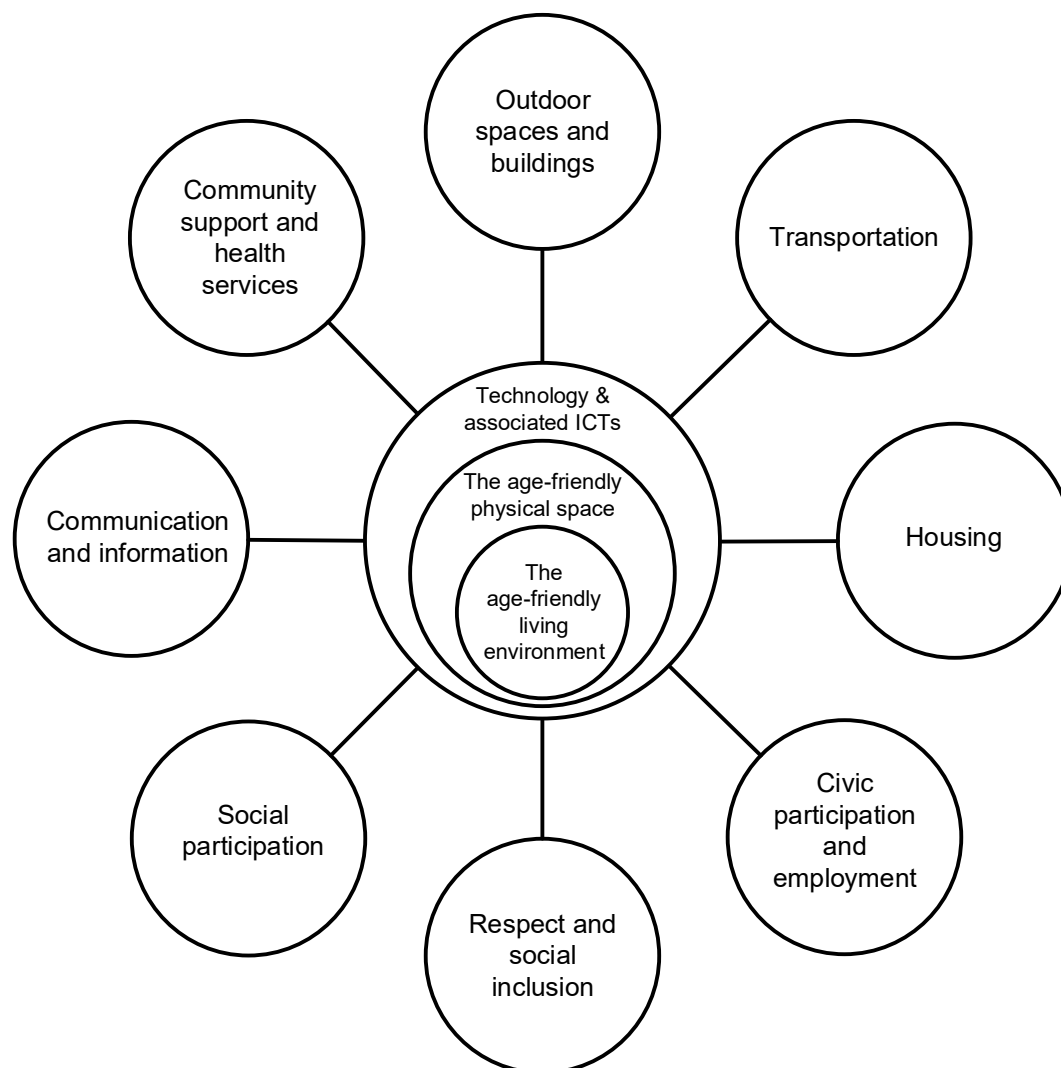 Outdoor
spaces and
buildings
Community
support and
health
services
Transportation
Technology &
associated ICTs
The age-friendly
physical space
The
age-friendly
living
environment
Communication
and information
Housing
Social
participation
Civic
participation
and
employment
Respect and
social
inclusion